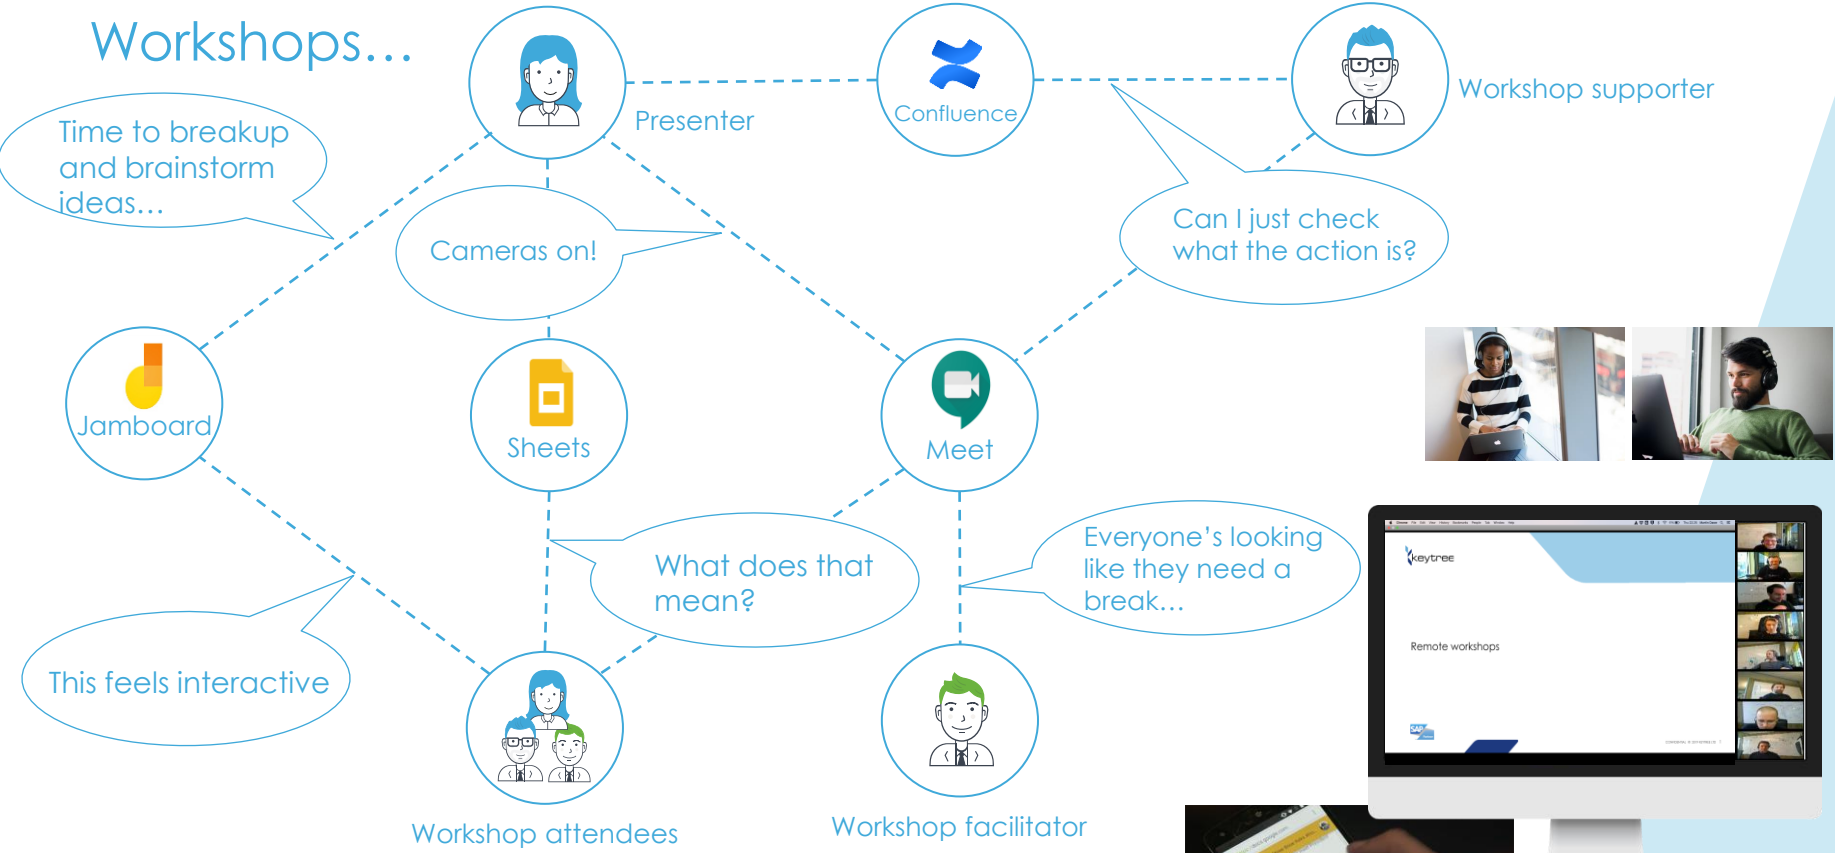 Workshops...
Presenter
Confluence
Workshop supporter
Time to breakup
and brainstorm
ideas...
Cameras on!
Can I just check
what the action is?
Jamboard
Sheets
Meet
What does that
mean?
Everyone's looking
like they need a
break...
This feels interactive
Workshop attendees
Workshop facilitator
keytree
Remote workshops
SAP